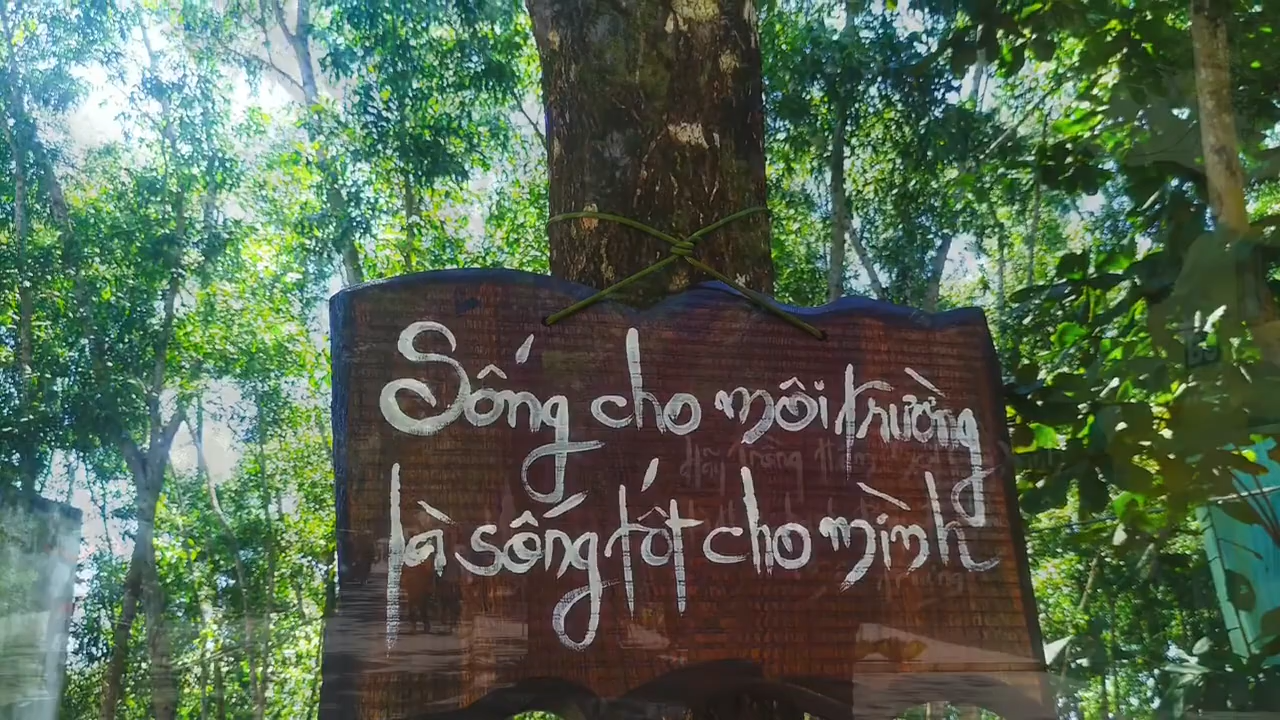 Sống cho môi trường
là sống tốt cho mình